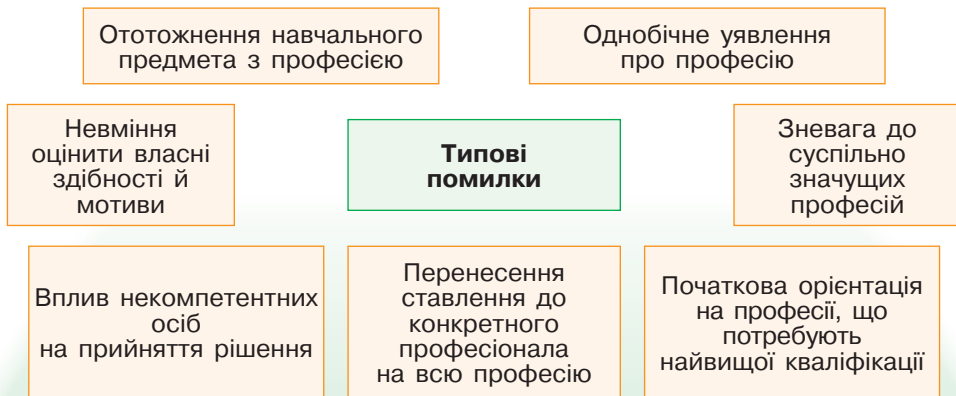 Ототожнення навчального
предмета з професією
Однобічне уявлення
про професію
Невміння
оцінити власні
здібності й
мотиви
Типові
помилки
Зневага до
суспільно
значущих
професій
Вплив некомпетентних
осіб
на прийняття рішення
Перенесення
ставлення до
конкретного
професіонала
на всю професію
Початкова орієнтація
на професії, що
потребують
найвищої кваліфікації